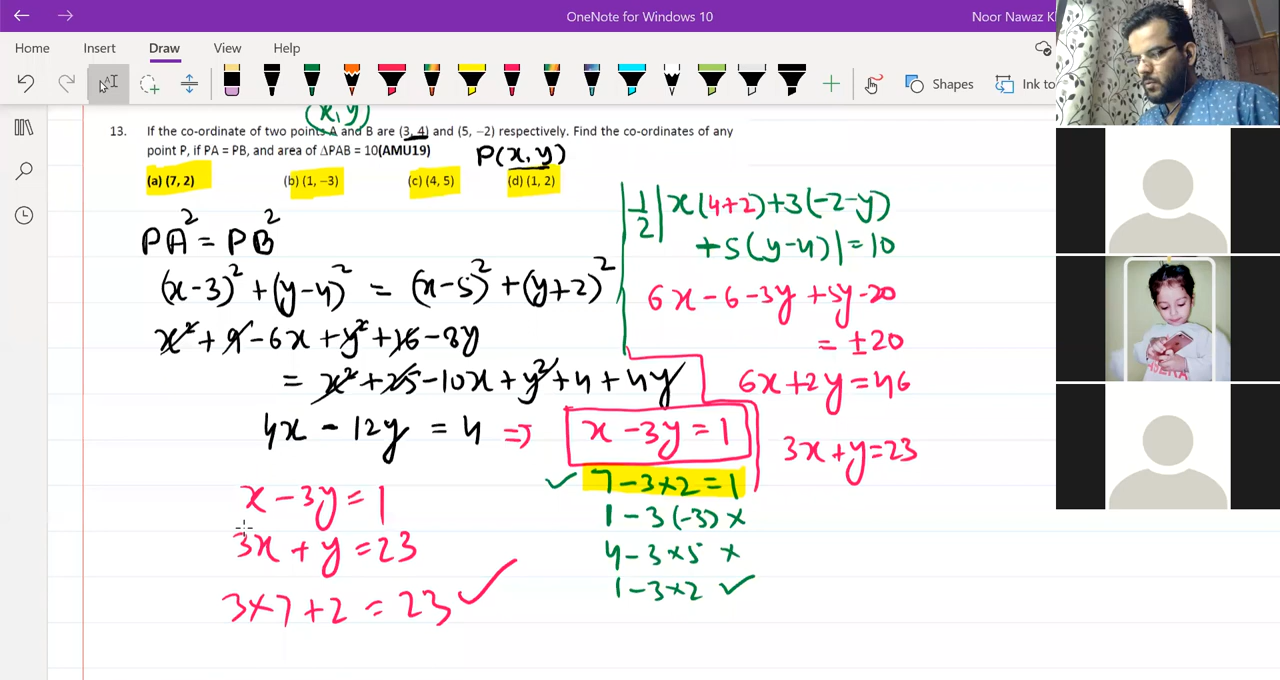 OneNote for Windows 10
Noor Nawaz Kh
Home Insert Draw View Help
Shapes
Ink to
(x, y)
13. If the co-ordinate of two points A and B are (3, 4) and (5, −2) respectively. Find the co-ordinates of any
point P, if PA = PB, and area of ΔPAB = 10(AMU19)
P(x, y)
(a) (7, 2) (b) (1, −3) (c) (4, 5) (d) (1, 2)
PA² = PB²
(x-3)² + (y-4)² = (x-5)² + (y+2)²
x² + 9 - 6x + y² + 16 - 8y
= x² + 25 - 10x + y² + 4 + 4y
4x - 12y = 4 ⇒ x - 3y = 1
7 - 3×2 = 1
1 - 3(-3) ×
4 - 3×5 ×
1 - 3×2 ✓
x - 3y = 1
3x + y = 23
3×7 + 2 = 23 ✓
1/2 | x(4+2) + 3(-2-y)
+ 5(y-4) | = 10
6x - 6 - 3y + 5y - 20
= ±20
6x + 2y = 46
3x + y = 23